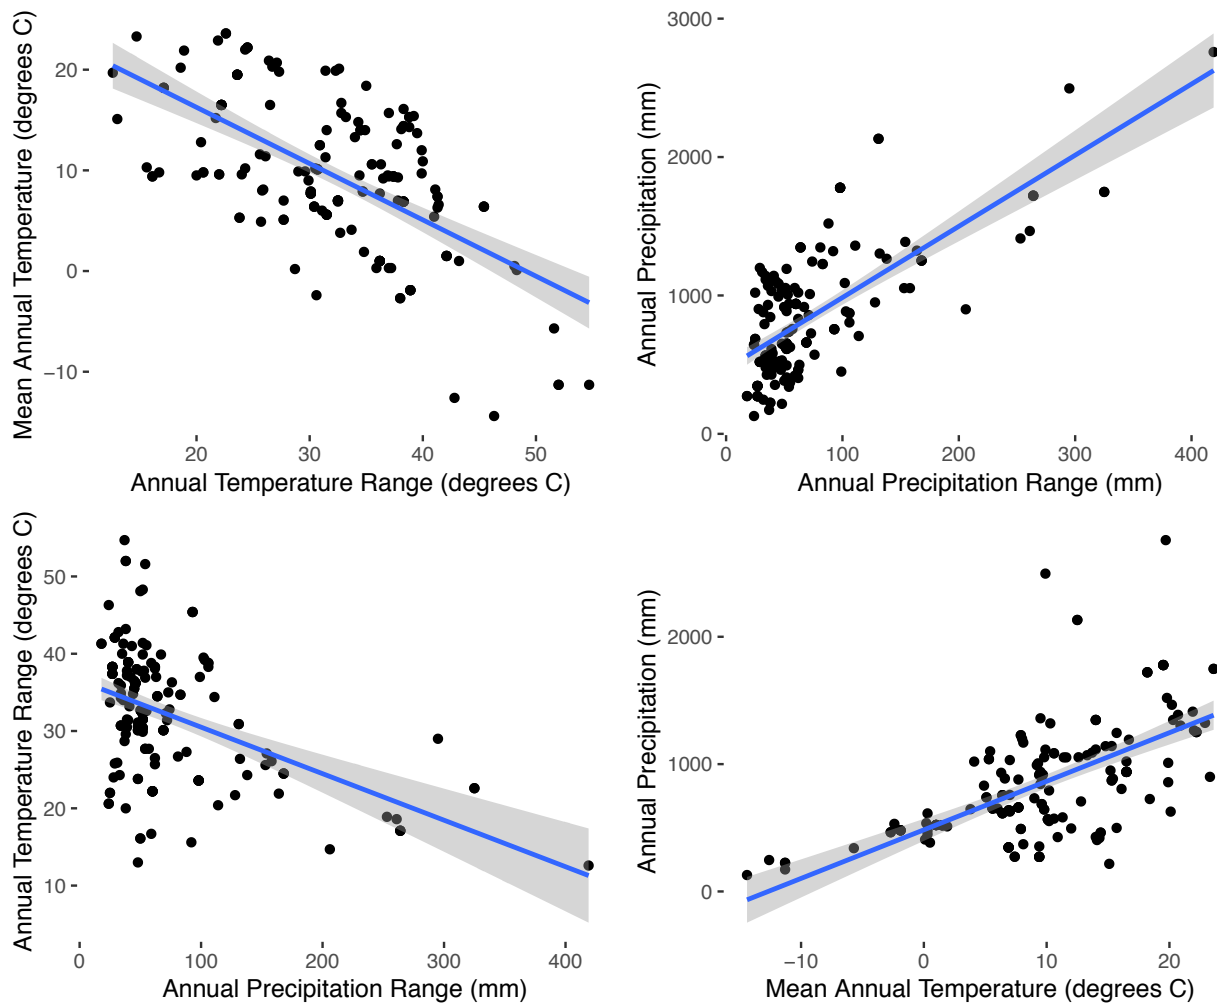 Mean Annual Temperature (degrees C)
20
10
0
−10
20 30 40 50
Annual Temperature Range (degrees C)
Annual Precipitation (mm)
3000
2000
1000
0
0 100 200 300 400
Annual Precipitation Range (mm)
Annual Temperature Range (degrees C)
50
40
30
20
10
0 100 200 300 400
Annual Precipitation Range (mm)
Annual Precipitation (mm)
2000
1000
0
−10 0 10 20
Mean Annual Temperature (degrees C)